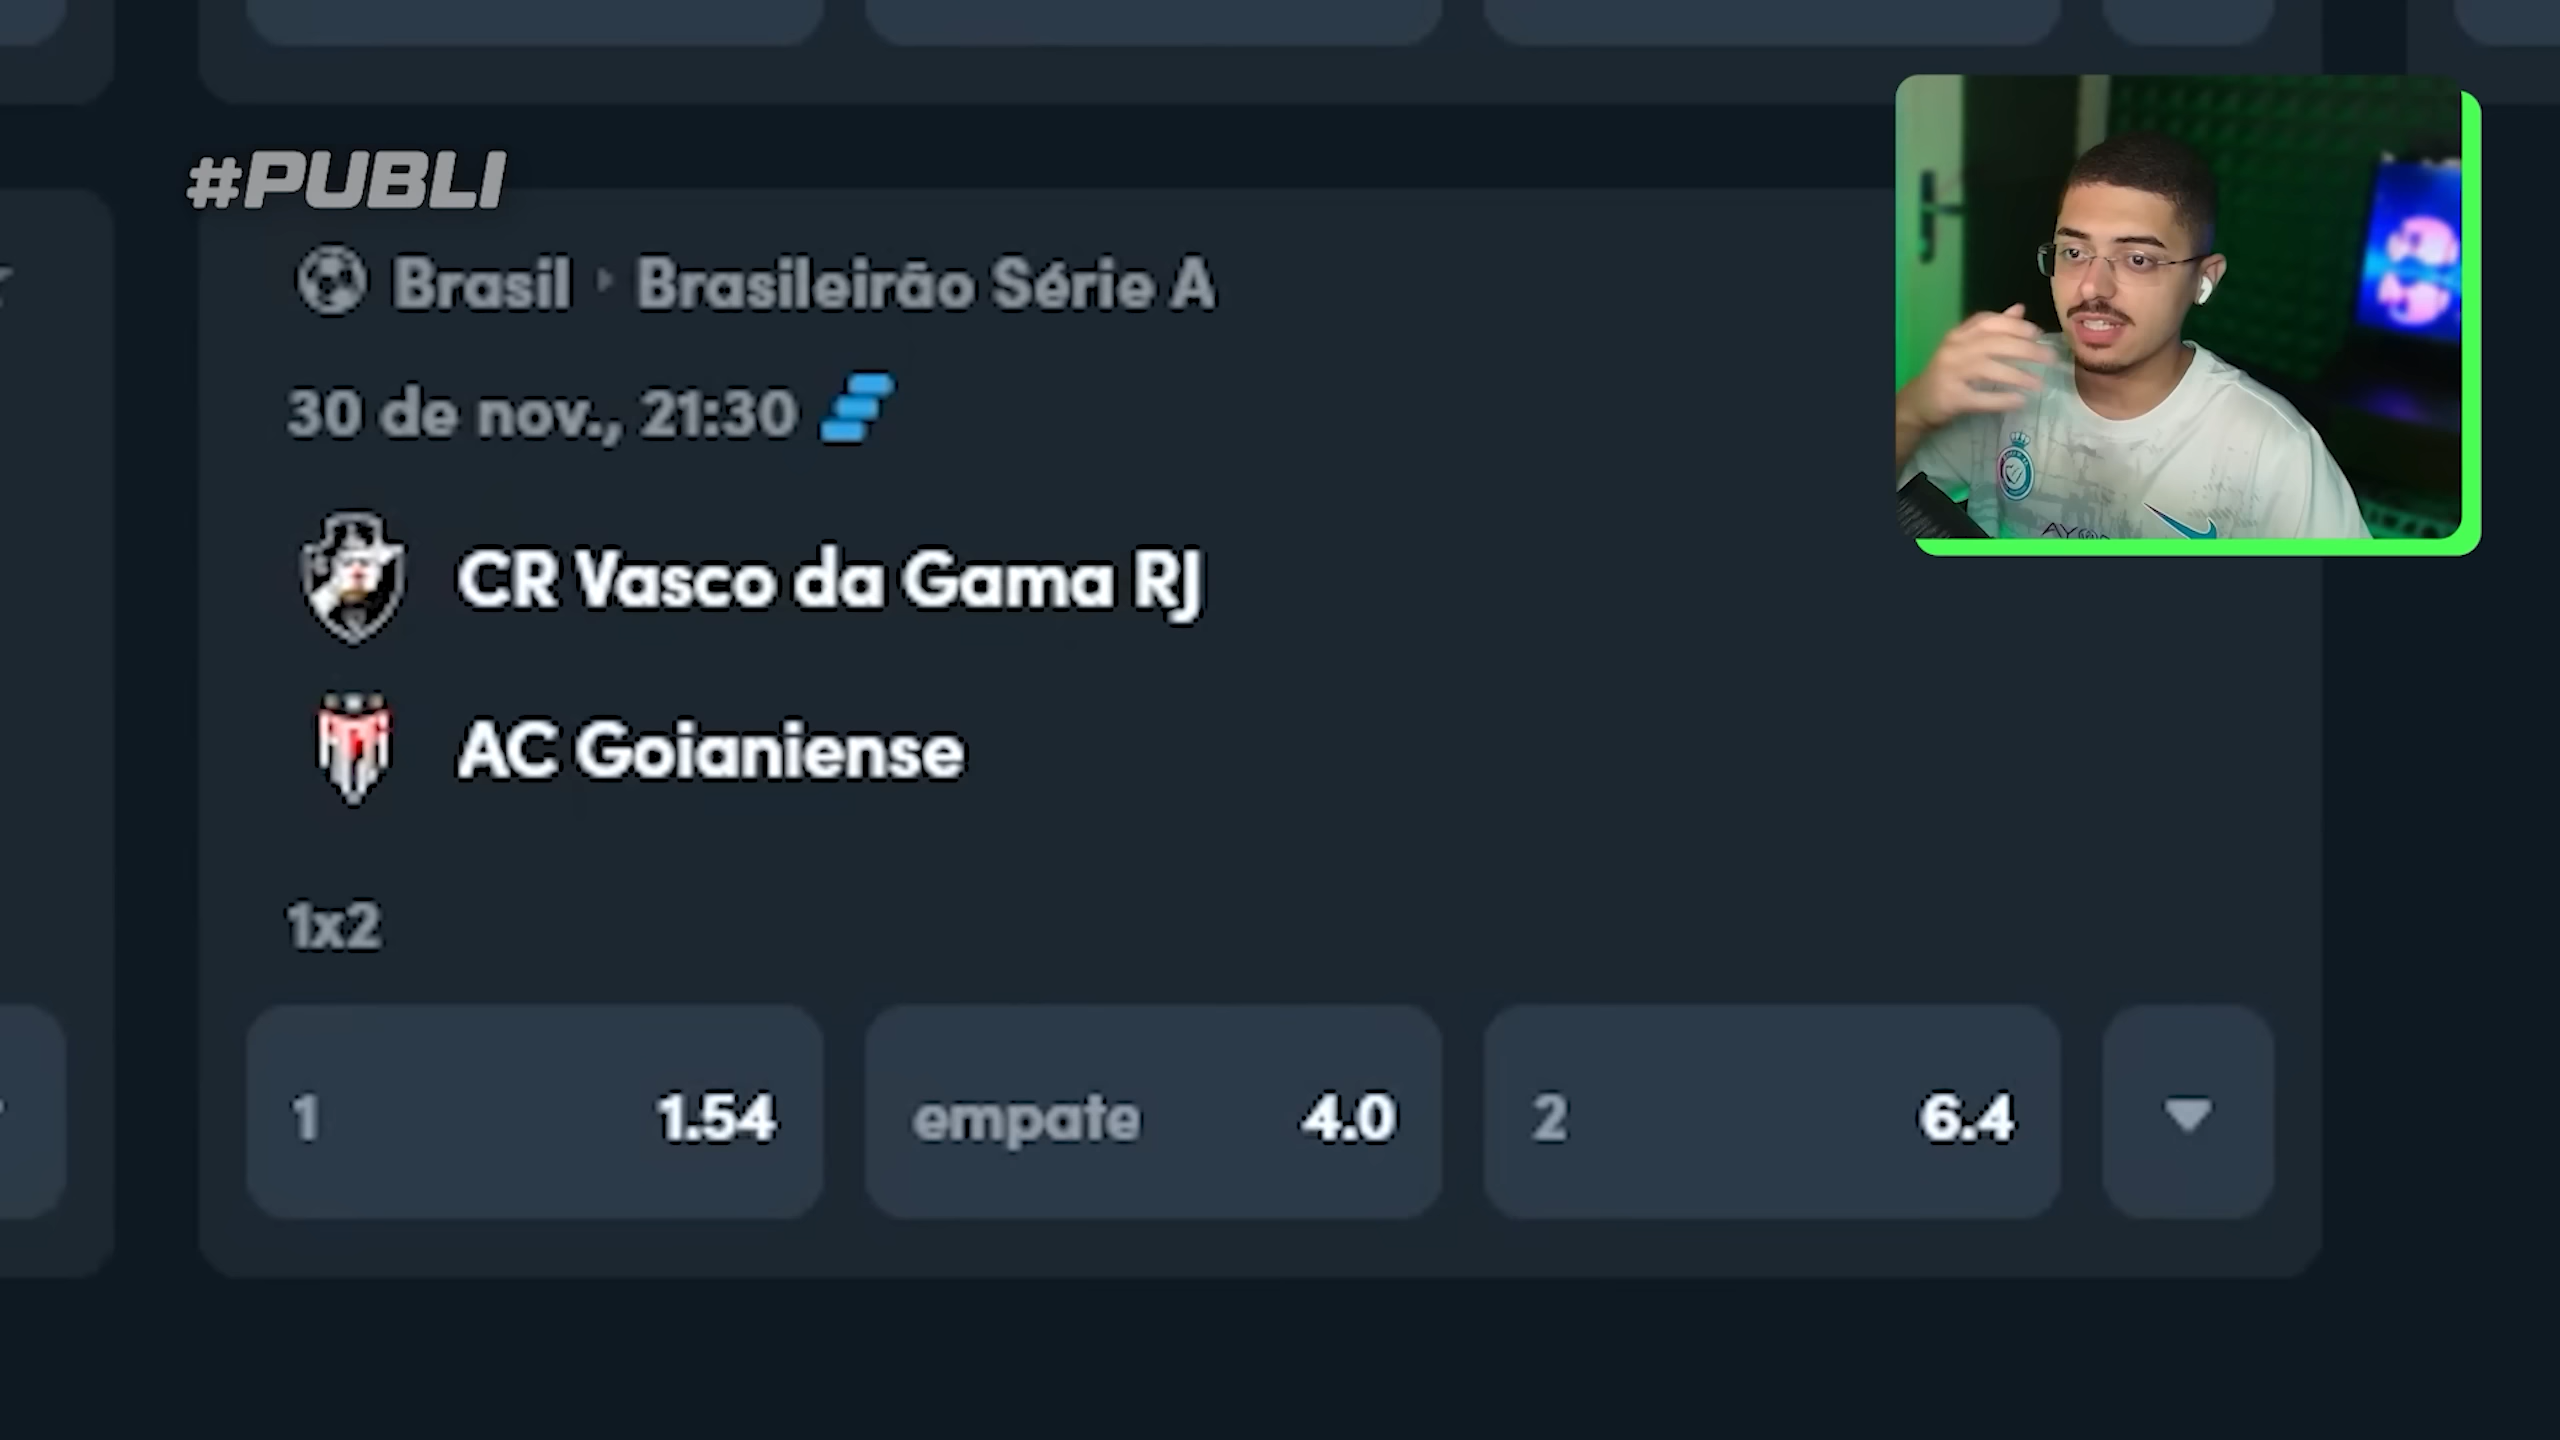 #PUBLI
Brasil
Brasileirão Série A
30 de nov., 21:30
CR Vasco da Gama RJ
AC Goianiense
1x2
1 1.54 empate 4.0 2 6.4